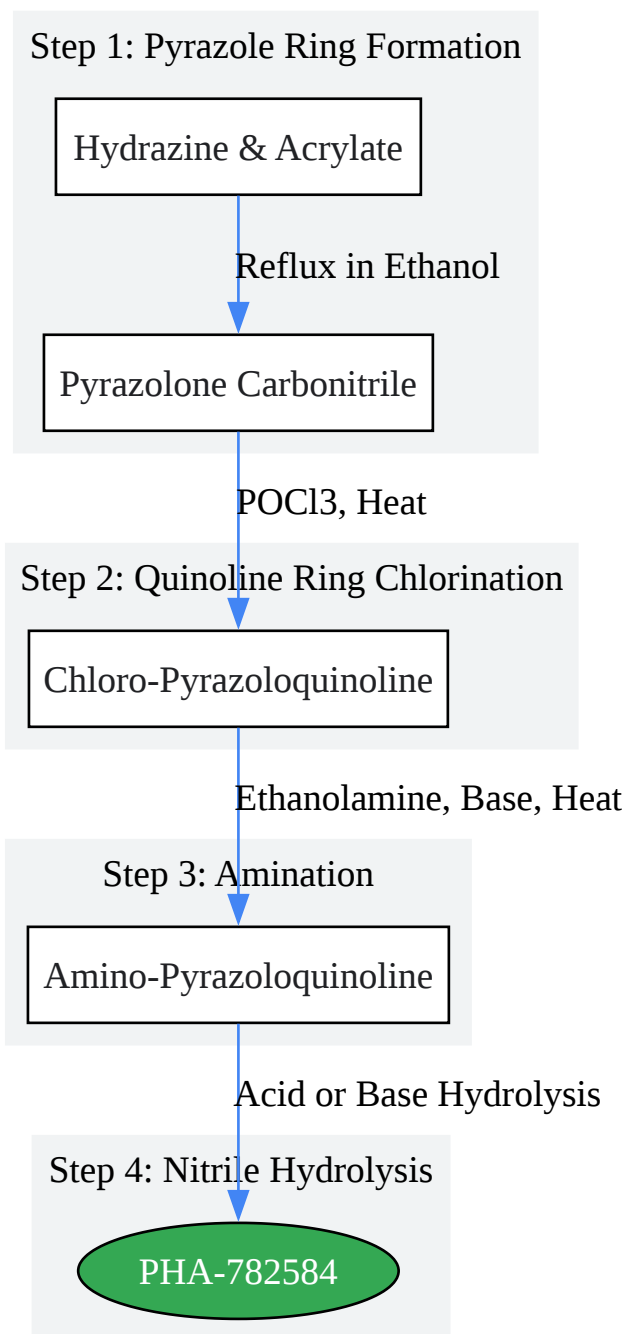 Step 1: Pyrazole Ring Formation
Hydrazine & Acrylate
Reflux in Ethanol
Pyrazolone Carbonitrile
POCl3, Heat
Step 2: Quinoline Ring Chlorination
Chloro-Pyrazoloquinoline
Ethanolamine, Base, Heat
Step 3: Amination
Amino-Pyrazoloquinoline
Acid or Base Hydrolysis
Step 4: Nitrile Hydrolysis
PHA-782584